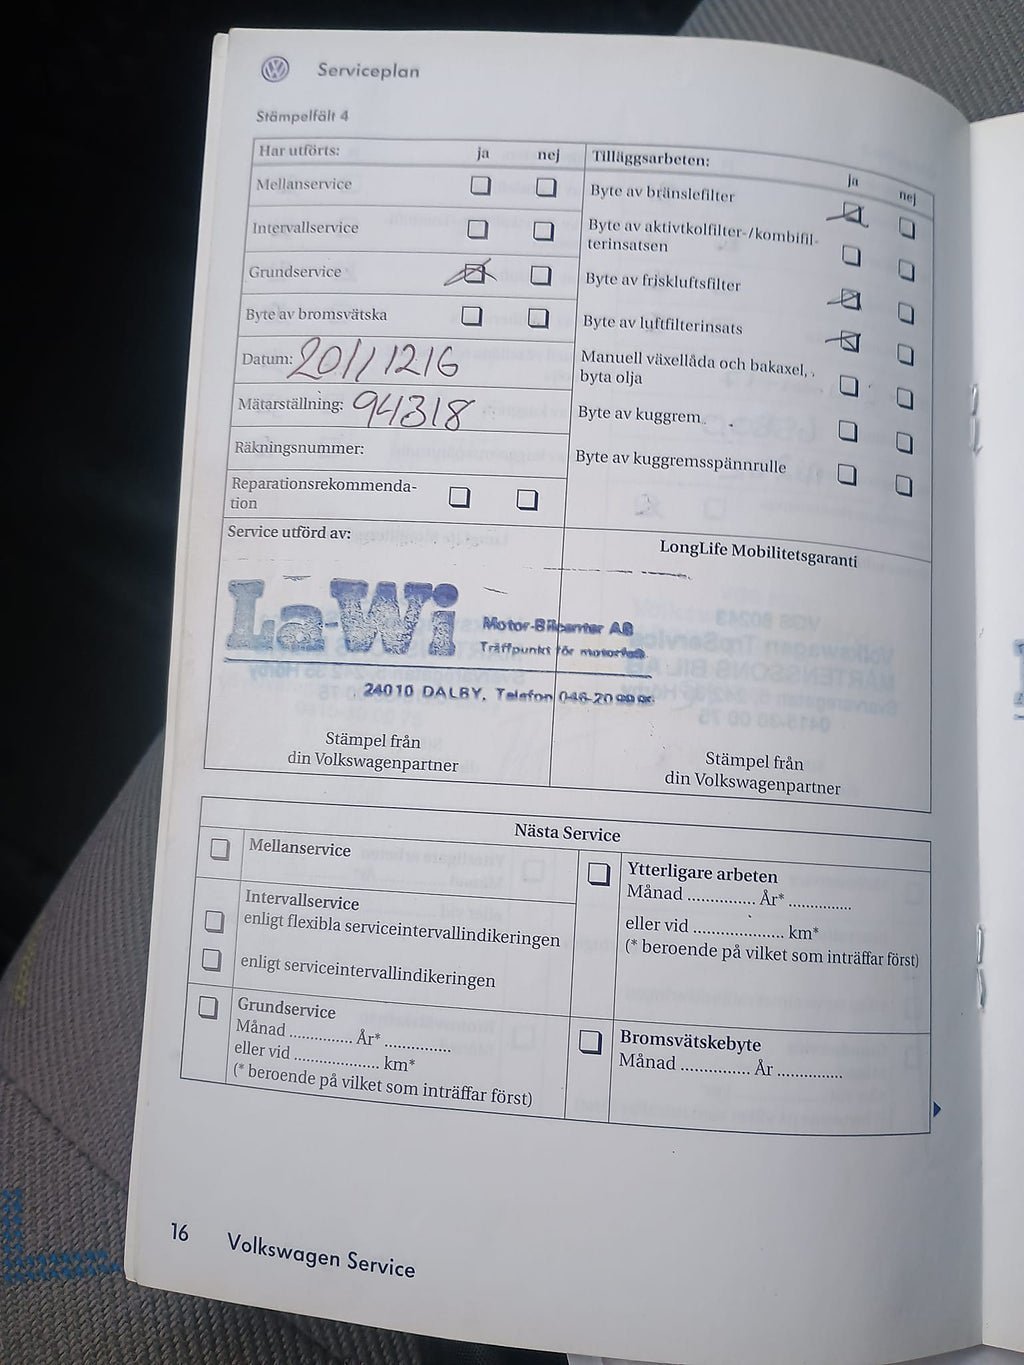 Serviceplan
Stämpelfält 4
Har utförts: ja nej
Mellanservice
Intervallservice
Grundservice
Byte av bromsvätska
Datum: 2011 1216
Mätarställning: 94318
Räkningsnummer:
Reparationsrekommenda-
tion
Tilläggsarbeten: ja nej
Byte av bränslefilter
Byte av aktivtkolfilter-/kombifil-
terinsatsen
Byte av friskluftsfilter
Byte av luftfilterinsats
Manuell växellåda och bakaxel,
byta olja
Byte av kuggrem
Byte av kuggremsspännrulle
Service utförd av:
La-Wi Motor-Bilcenter AB
Träffpunkt för motorfolk
24010 DALBY, Telefon 046-20
Stämpel från
din Volkswagenpartner
LongLife Mobilitetsgaranti
Stämpel från
din Volkswagenpartner
Nästa Service
Mellanservice
Intervallservice
enligt flexibla serviceintervallindikeringen
enligt serviceintervallindikeringen
Grundservice
Månad .............. År* ..............
eller vid .................... km*
(* beroende på vilket som inträffar först)
Ytterligare arbeten
Månad .............. År* ..............
eller vid .................... km*
(* beroende på vilket som inträffar först)
Bromsvätskebyte
Månad .............. År ..............
16 Volkswagen Service